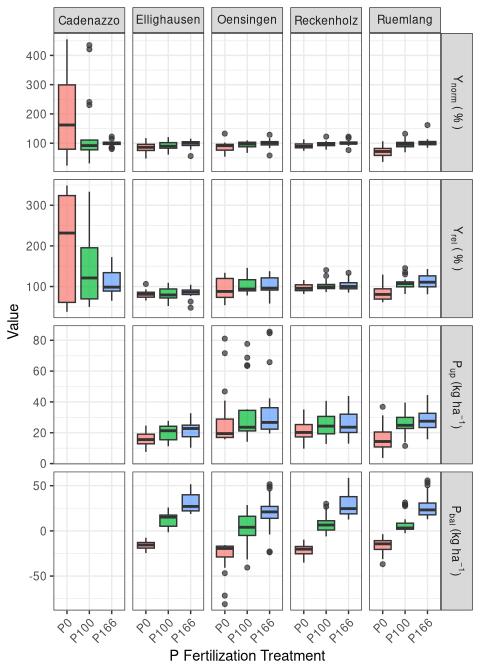 Cadenazzo Ellighausen Oensingen Reckenholz Ruemlang
400
300
200
100
Ynorm ( % )
300
200
100
Yrel ( % )
80
60
40
20
0
Pup (kg ha⁻¹)
50
0
-50
Pbal (kg ha⁻¹)
Value
P0 P100 P166 P0 P100 P166 P0 P100 P166 P0 P100 P166 P0 P100 P166
P Fertilization Treatment